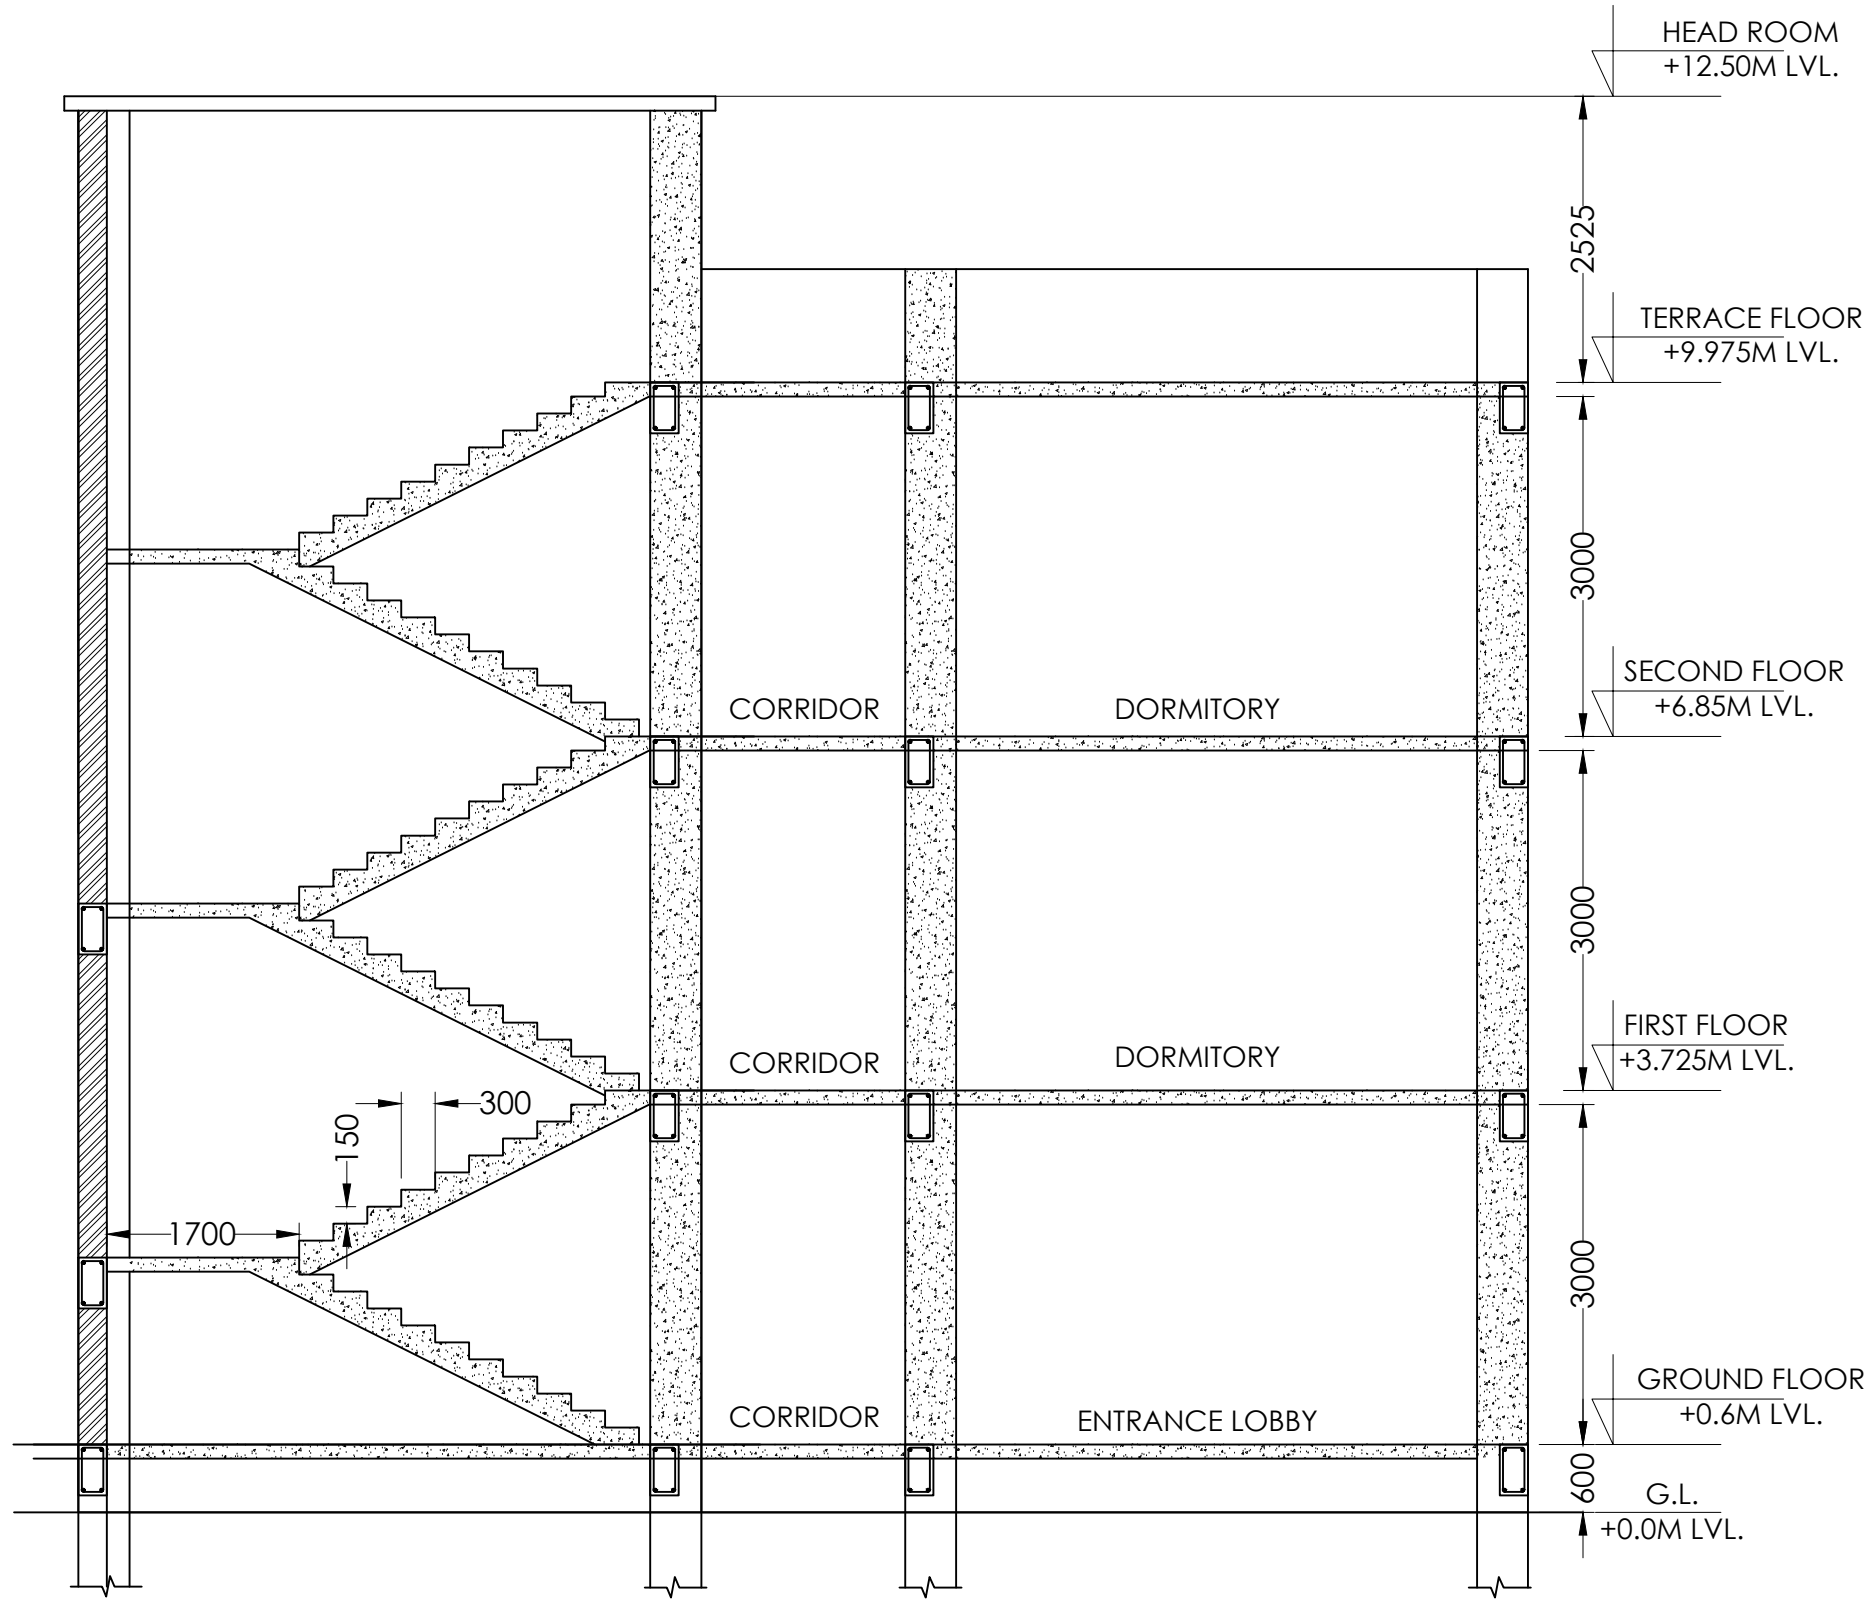 HEAD ROOM
+12.50M LVL.
2525
TERRACE FLOOR
+9.975M LVL.
3000
SECOND FLOOR
+6.85M LVL.
CORRIDOR
DORMITORY
3000
FIRST FLOOR
+3.725M LVL.
CORRIDOR
DORMITORY
300
150
1700
3000
GROUND FLOOR
+0.6M LVL.
CORRIDOR
ENTRANCE LOBBY
600
G.L.
+0.0M LVL.